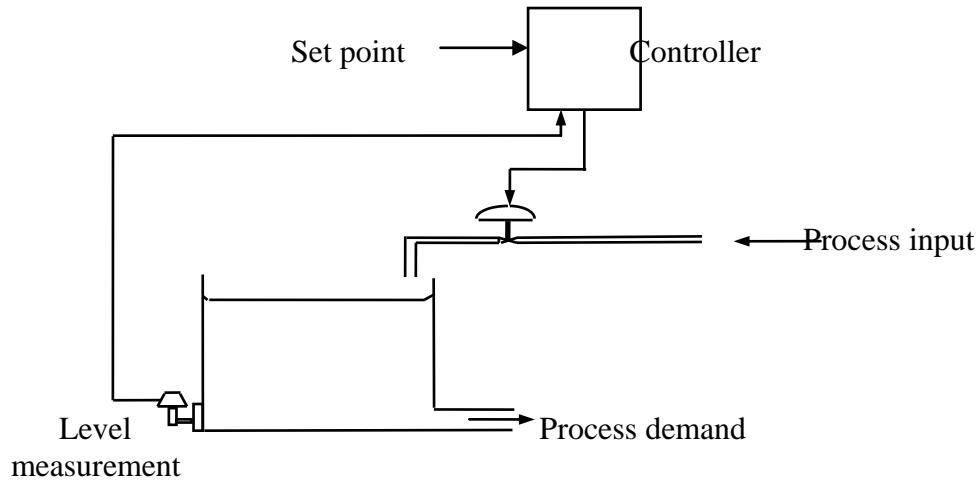 Set point
Controller
Process input
Process demand
Level
measurement